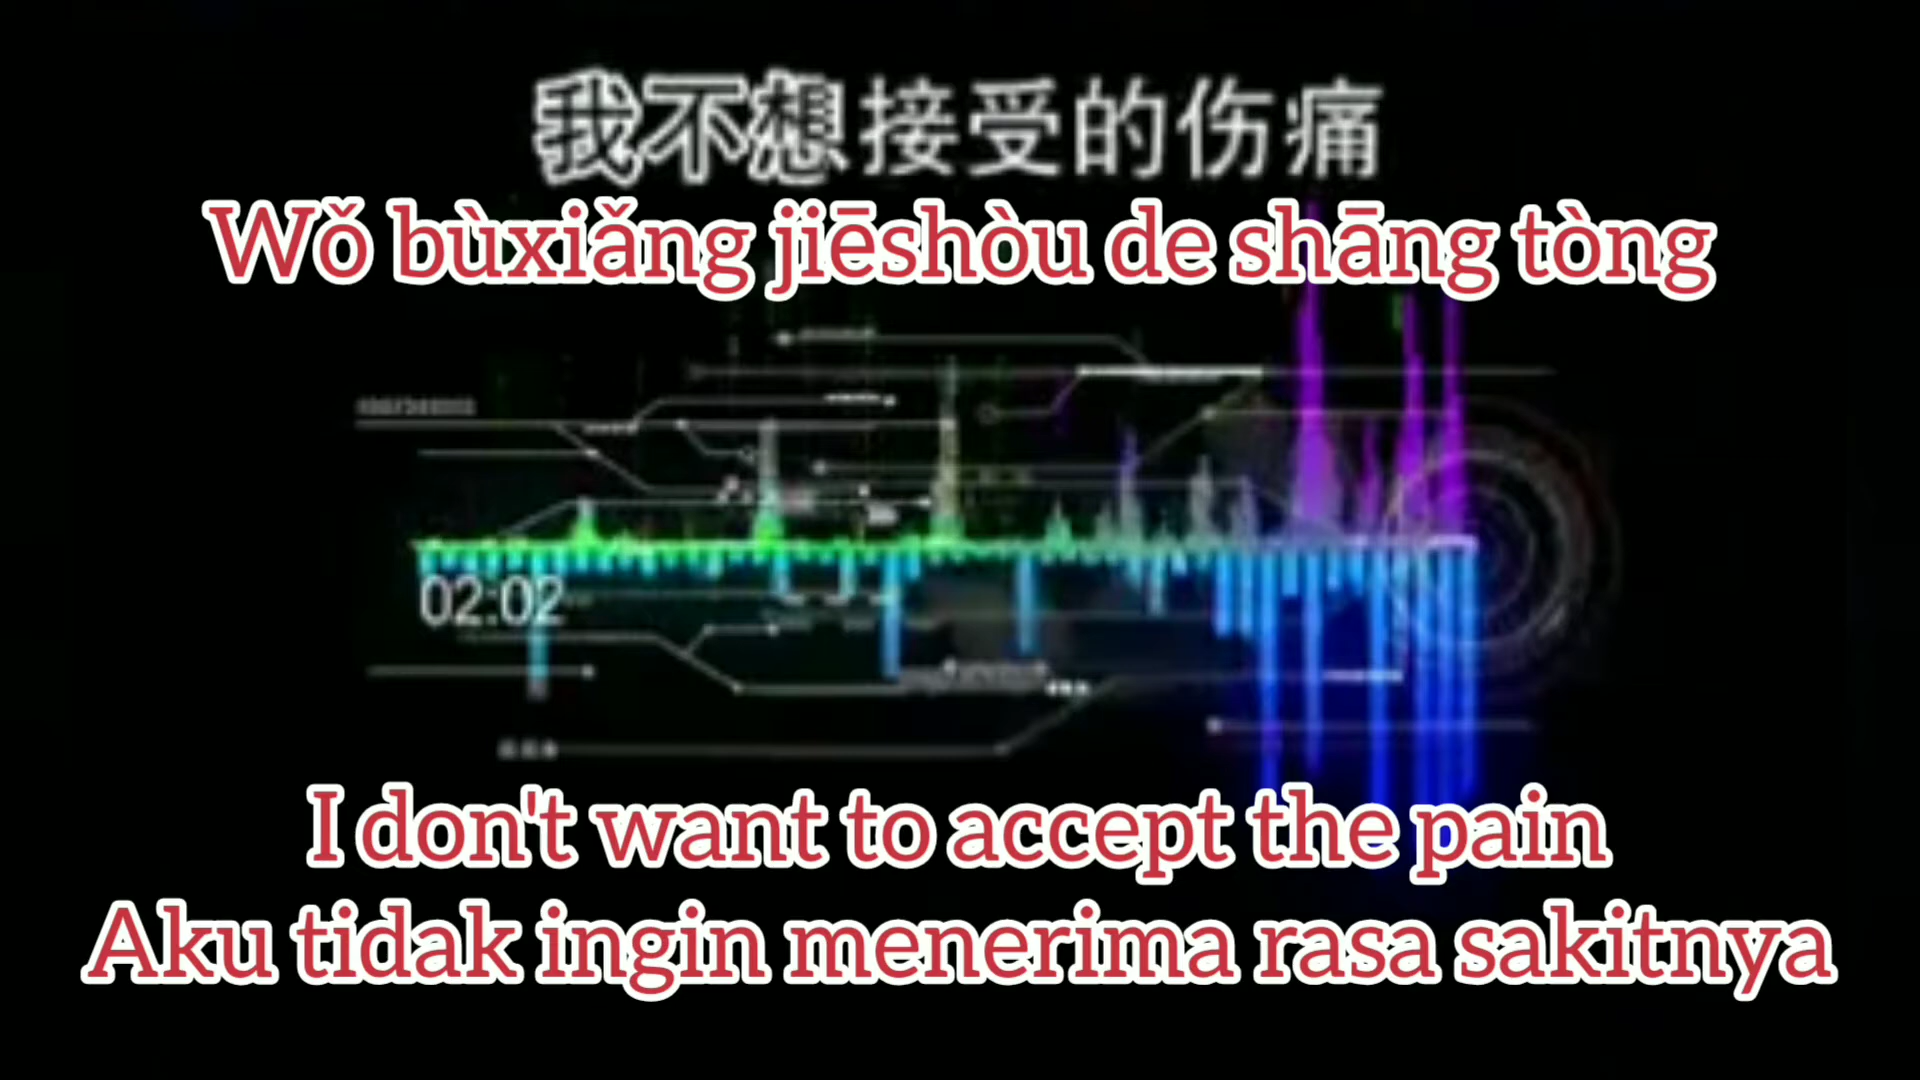 我不想接受的伤痛
Wǒ bùxiǎng jiēshòu de shāng tòng
02:02
I don't want to accept the pain
Aku tidak ingin menerima rasa sakitnya